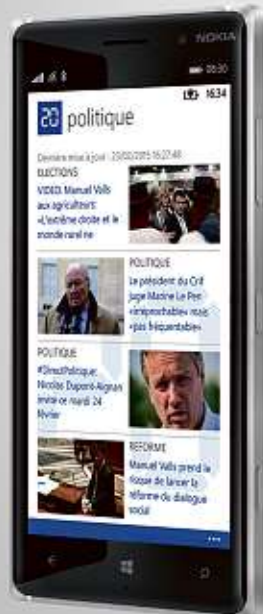 NOKIA
08:30
16:34
20 politique
Dernière mise à jour : 23/02/2015 16:27:48
ELECTIONS
VIDEO. Manuel Valls
aux agriculteurs:
«L'extrême droite et le
monde rural ne
POLITIQUE
Le président du Crif
juge Marine Le Pen
«irréprochable» mais
«pas fréquentable»
POLITIQUE
#DirectPolitique:
Nicolas Dupont-Aignan
invité ce mardi 24
février
REFORME
Manuel Valls prend le
risque de lancer la
réforme du dialogue
social
...